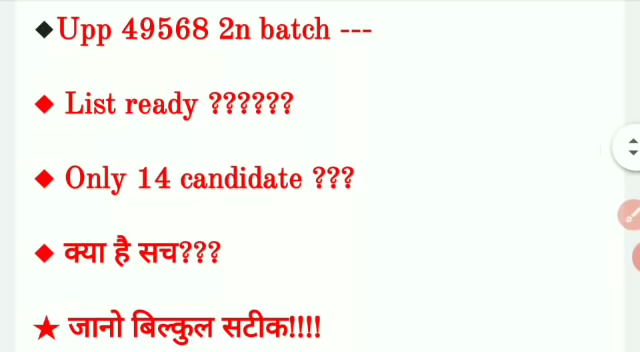 ◆Upp 49568 2n batch ---
◆ List ready ??????
◆ Only 14 candidate ???
◆ क्या है सच???
★ जानो बिल्कुल सटीक!!!!